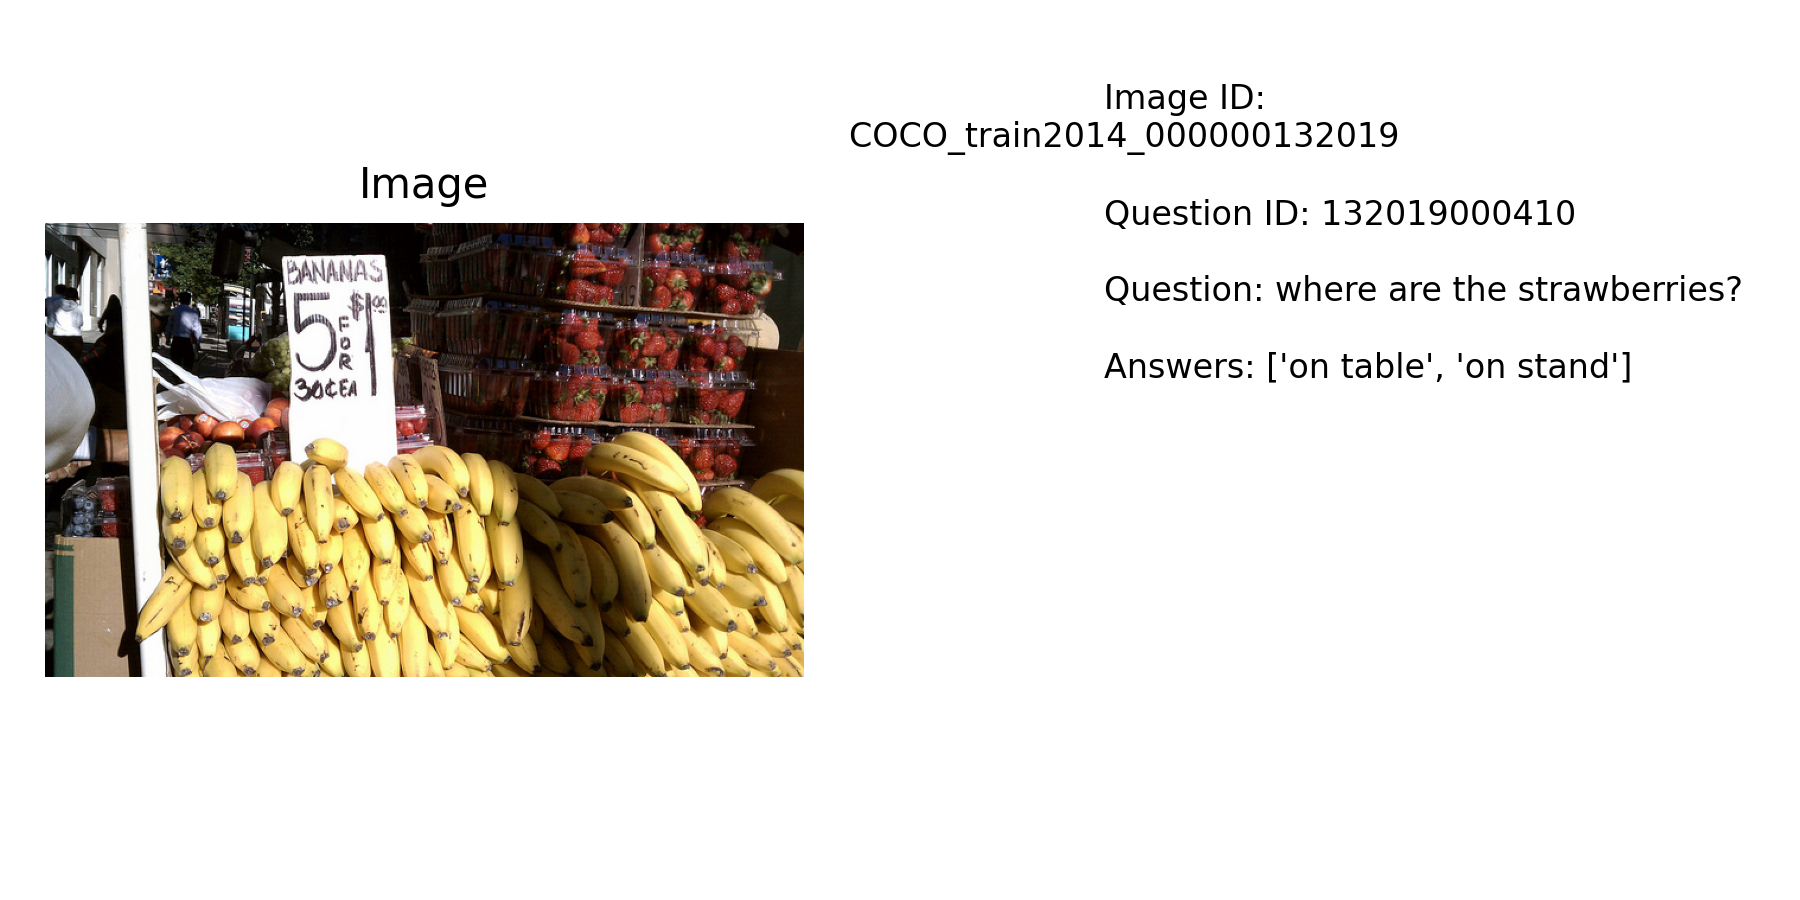 Image
BANANAS
5 FOR $1.00
30¢EA
Image ID:
COCO_train2014_000000132019
Question ID: 132019000410
Question: where are the strawberries?
Answers: ['on table', 'on stand']